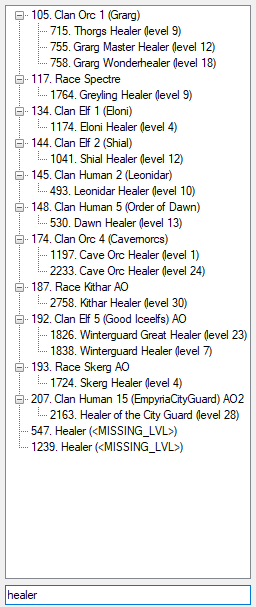 105. Clan Orc 1 (Grarg)
715. Thorgs Healer (level 9)
755. Grarg Master Healer (level 12)
758. Grarg Wonderhealer (level 18)
117. Race Spectre
1764. Greyling Healer (level 9)
134. Clan Elf 1 (Eloni)
1174. Eloni Healer (level 4)
144. Clan Elf 2 (Shial)
1041. Shial Healer (level 12)
145. Clan Human 2 (Leonidar)
493. Leonidar Healer (level 10)
148. Clan Human 5 (Order of Dawn)
530. Dawn Healer (level 13)
174. Clan Orc 4 (Cavernorcs)
1197. Cave Orc Healer (level 1)
2233. Cave Orc Healer (level 24)
187. Race Kithar AO
2758. Kithar Healer (level 30)
192. Clan Elf 5 (Good Iceelfs) AO
1826. Winterguard Great Healer (level 23)
1838. Winterguard Healer (level 7)
193. Race Skerg AO
1724. Skerg Healer (level 4)
207. Clan Human 15 (EmpyriaCityGuard) AO2
2163. Healer of the City Guard (level 28)
547. Healer (<MISSING_LVL>)
1239. Healer (<MISSING_LVL>)
healer